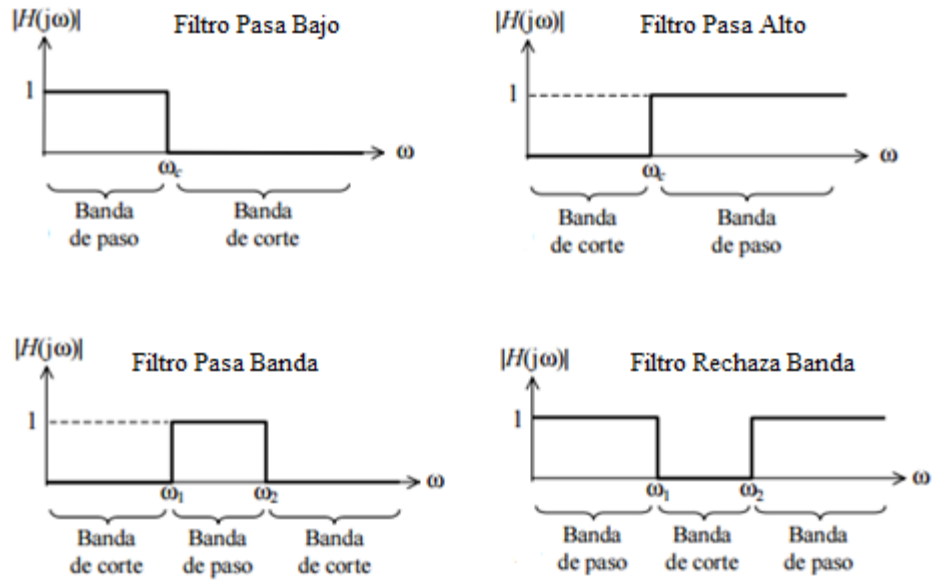 |H(jω)|
Filtro Pasa Bajo
1
ω
ωc
Banda
de paso
Banda
de corte
|H(jω)|
Filtro Pasa Alto
1
ω
ωc
Banda
de corte
Banda
de paso
|H(jω)|
Filtro Pasa Banda
1
ω
ω1
ω2
Banda
de corte
Banda
de paso
Banda
de corte
|H(jω)|
Filtro Rechaza Banda
1
ω
ω1
ω2
Banda
de paso
Banda
de corte
Banda
de paso